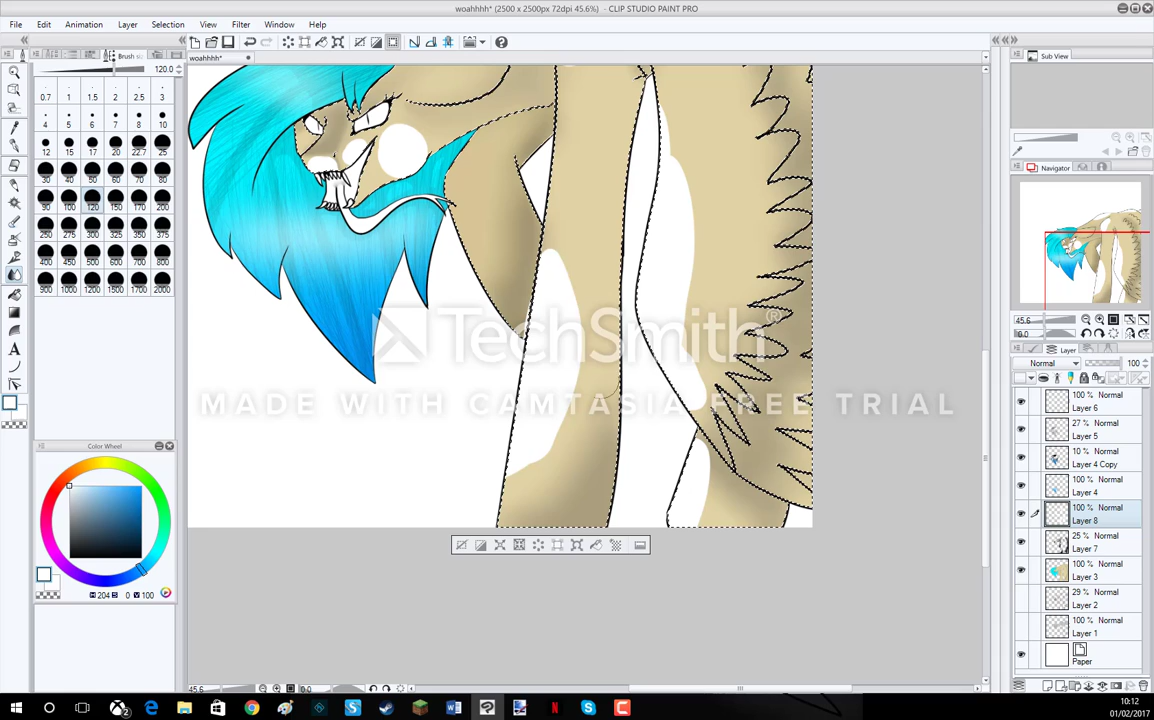 woahhhh* (2500 x 2500px 72dpi 45.6%) - CLIP STUDIO PAINT PRO
File Edit Animation Layer Selection View Filter Window Help
Brush
120.0
woahhhh*
Sub View
0.7 1 1.5 2 2.5 3
4 5 6 7 8 10
12 15 17 20 22.7 25
30 40 50 60 70 80
90 100 120 150 170 200
250 275 300 325 350 375
400 450 500 600 700 800
900 1000 1200 1500 1700 2000
Navigator
45.6
0.0
Layer
Normal 100
100 % Normal
Layer 6
27 % Normal
Layer 5
10 % Normal
Layer 4 Copy
100 % Normal
Layer 4
100 % Normal
Layer 8
25 % Normal
Layer 7
100 % Normal
Layer 3
29 % Normal
Layer 2
100 % Normal
Layer 1
Paper
TechSmith®
MADE WITH CAMTASIA FREE TRIAL
Color Wheel
H 204 S 0 V 100
45.6 0.0
10:12
01/02/2017